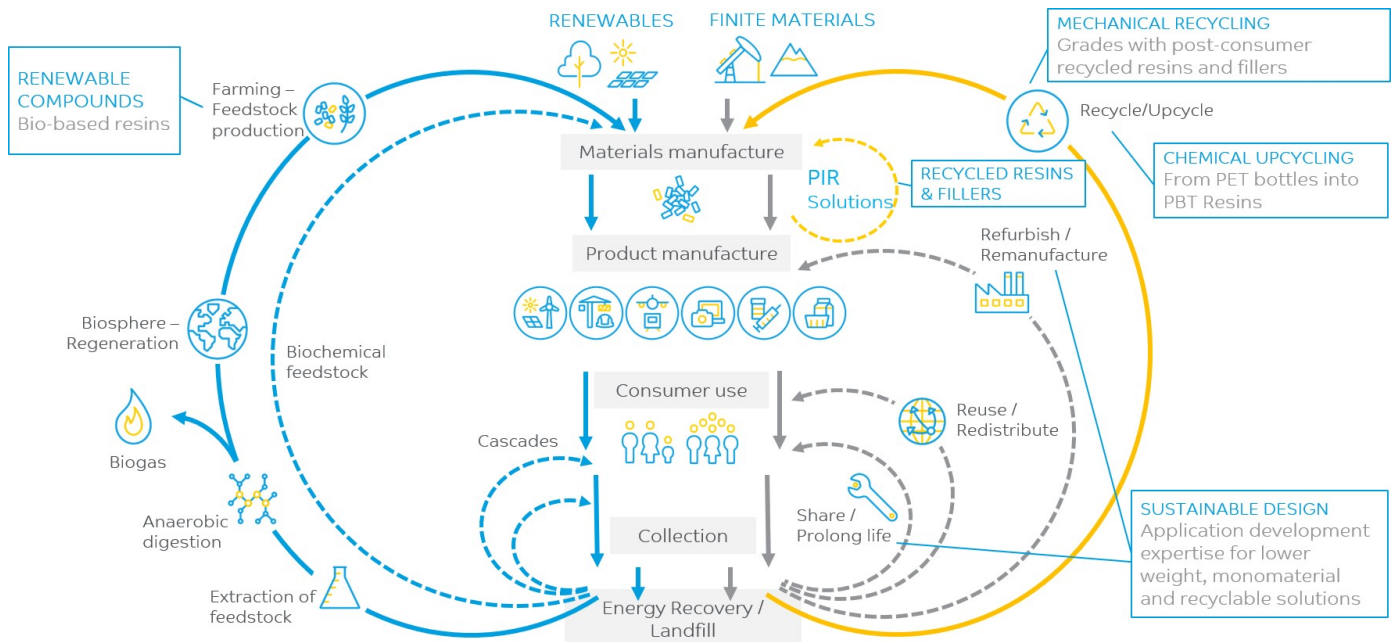 RENEWABLES
FINITE MATERIALS
MECHANICAL RECYCLING
Grades with post-consumer
recycled resins and fillers
RENEWABLE
COMPOUNDS
Bio-based resins
Farming –
Feedstock
production
Recycle/Upcycle
Materials manufacture
CHEMICAL UPCYCLING
From PET bottles into
PBT Resins
PIR
Solutions
RECYCLED RESINS
& FILLERS
Product manufacture
Refurbish /
Remanufacture
Biosphere –
Regeneration
Biochemical
feedstock
Consumer use
Reuse /
Redistribute
Cascades
Biogas
Anaerobic
digestion
Share /
Prolong life
Collection
SUSTAINABLE DESIGN
Application development
expertise for lower
weight, monomaterial
and recyclable solutions
Extraction of
feedstock
Energy Recovery /
Landfill